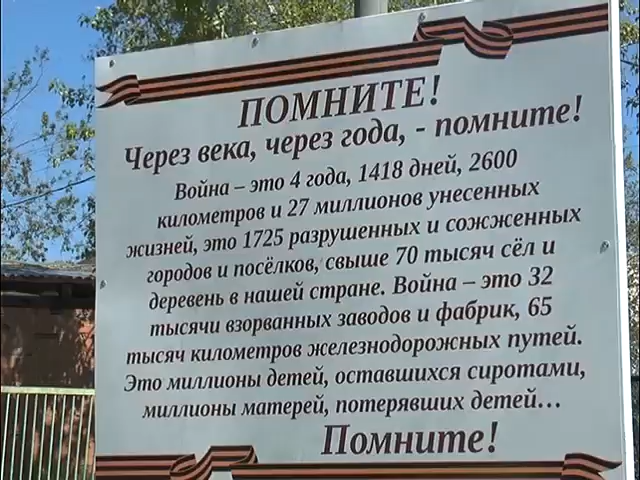 ПОМНИТЕ!
Через века, через года, - помните!
Война – это 4 года, 1418 дней, 2600
километров и 27 миллионов унесенных
жизней, это 1725 разрушенных и сожженных
городов и посёлков, свыше 70 тысяч сёл и
деревень в нашей стране. Война – это 32
тысячи взорванных заводов и фабрик, 65
тысяч километров железнодорожных путей.
Это миллионы детей, оставшихся сиротами,
миллионы матерей, потерявших детей...
Помните!